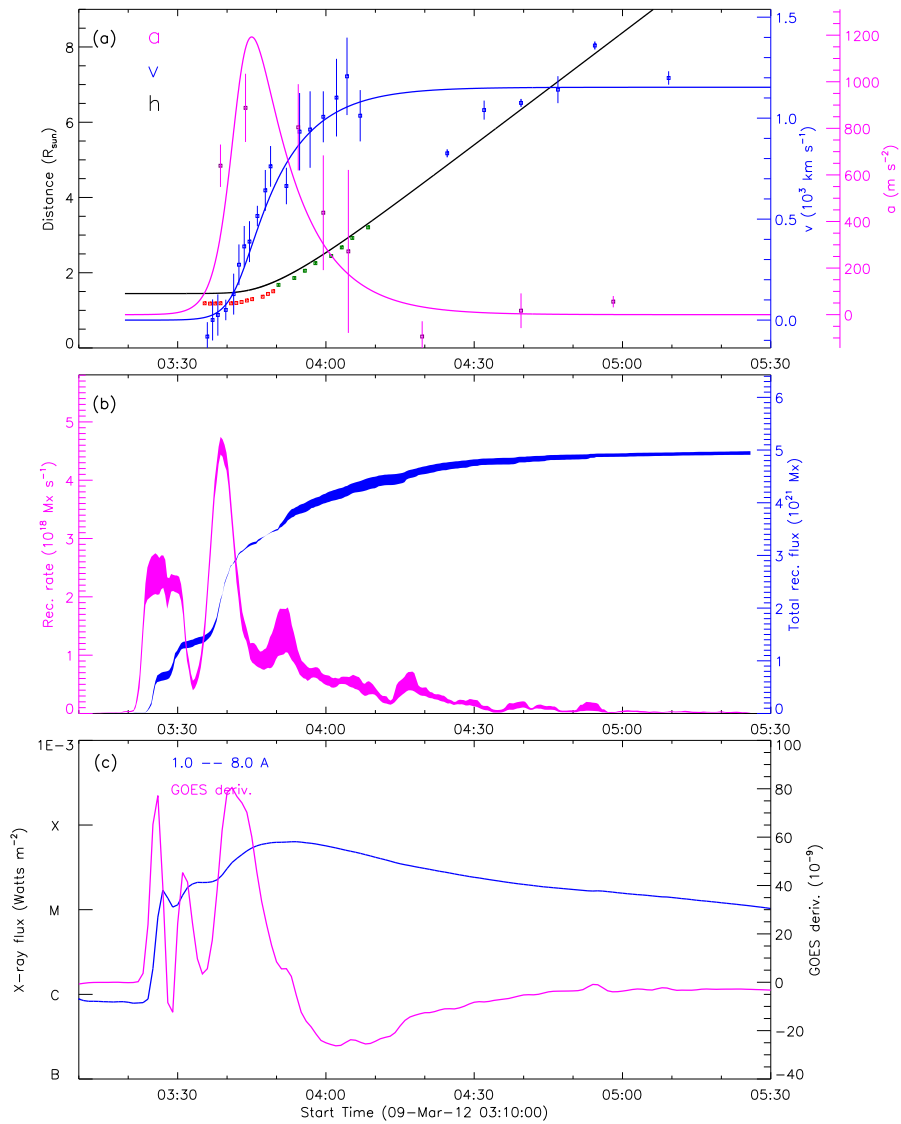 (a)
a
v
h
Distance (R_sun)
8
6
4
2
0
1.5
1.0
0.5
0.0
v (10³ km s⁻¹)
1200
1000
800
600
400
200
0
a (m s⁻²)
03:30 04:00 04:30 05:00 05:30
(b)
Rec. rate (10¹⁸ Mx s⁻¹)
5
4
3
2
1
0
6
5
4
3
2
1
0
Total rec. flux (10²¹ Mx)
03:30 04:00 04:30 05:00 05:30
(c)
1.0 -- 8.0 A
GOES deriv.
X-ray flux (Watts m⁻²)
1E-3
X
M
C
B
100
80
60
40
20
0
-20
-40
GOES deriv. (10⁻⁹)
03:30 04:00 04:30 05:00 05:30
Start Time (09-Mar-12 03:10:00)